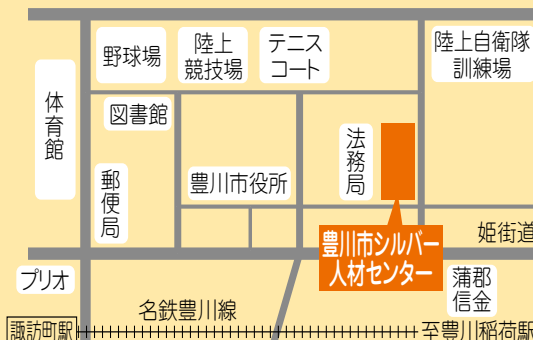 野球場
陸上
競技場
テニス
コート
陸上自衛隊
訓練場
体育館
図書館
郵便局
豊川市役所
法務局
姫街道
豊川市シルバー
人材センター
プリオ
蒲郡
信金
名鉄豊川線
諏訪町駅
至豊川稲荷駅